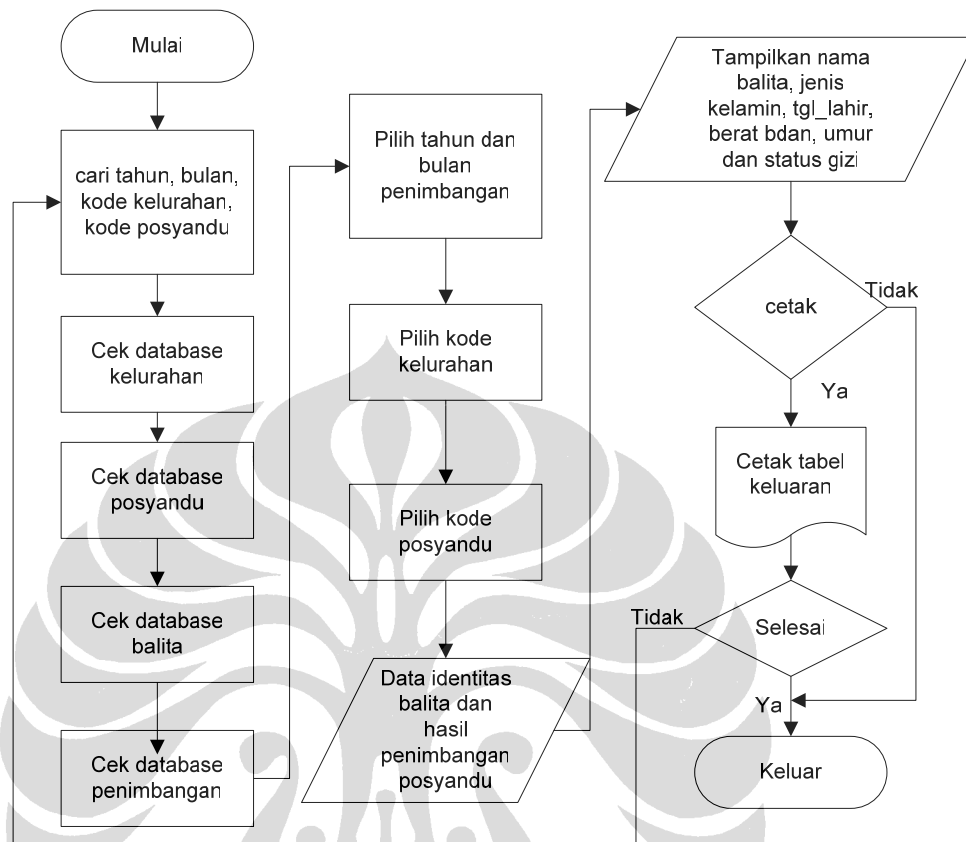 Mulai
cari tahun, bulan,
kode kelurahan,
kode posyandu
Cek database
kelurahan
Cek database
posyandu
Cek database
balita
Cek database
penimbangan
Pilih tahun dan
bulan
penimbangan
Pilih kode
kelurahan
Pilih kode
posyandu
Data identitas
balita dan
hasil
penimbangan
posyandu
Tampilkan nama
balita, jenis
kelamin, tgl_lahir,
berat bdan, umur
dan status gizi
cetak
Tidak
Ya
Cetak tabel
keluaran
Selesai
Tidak
Ya
Keluar